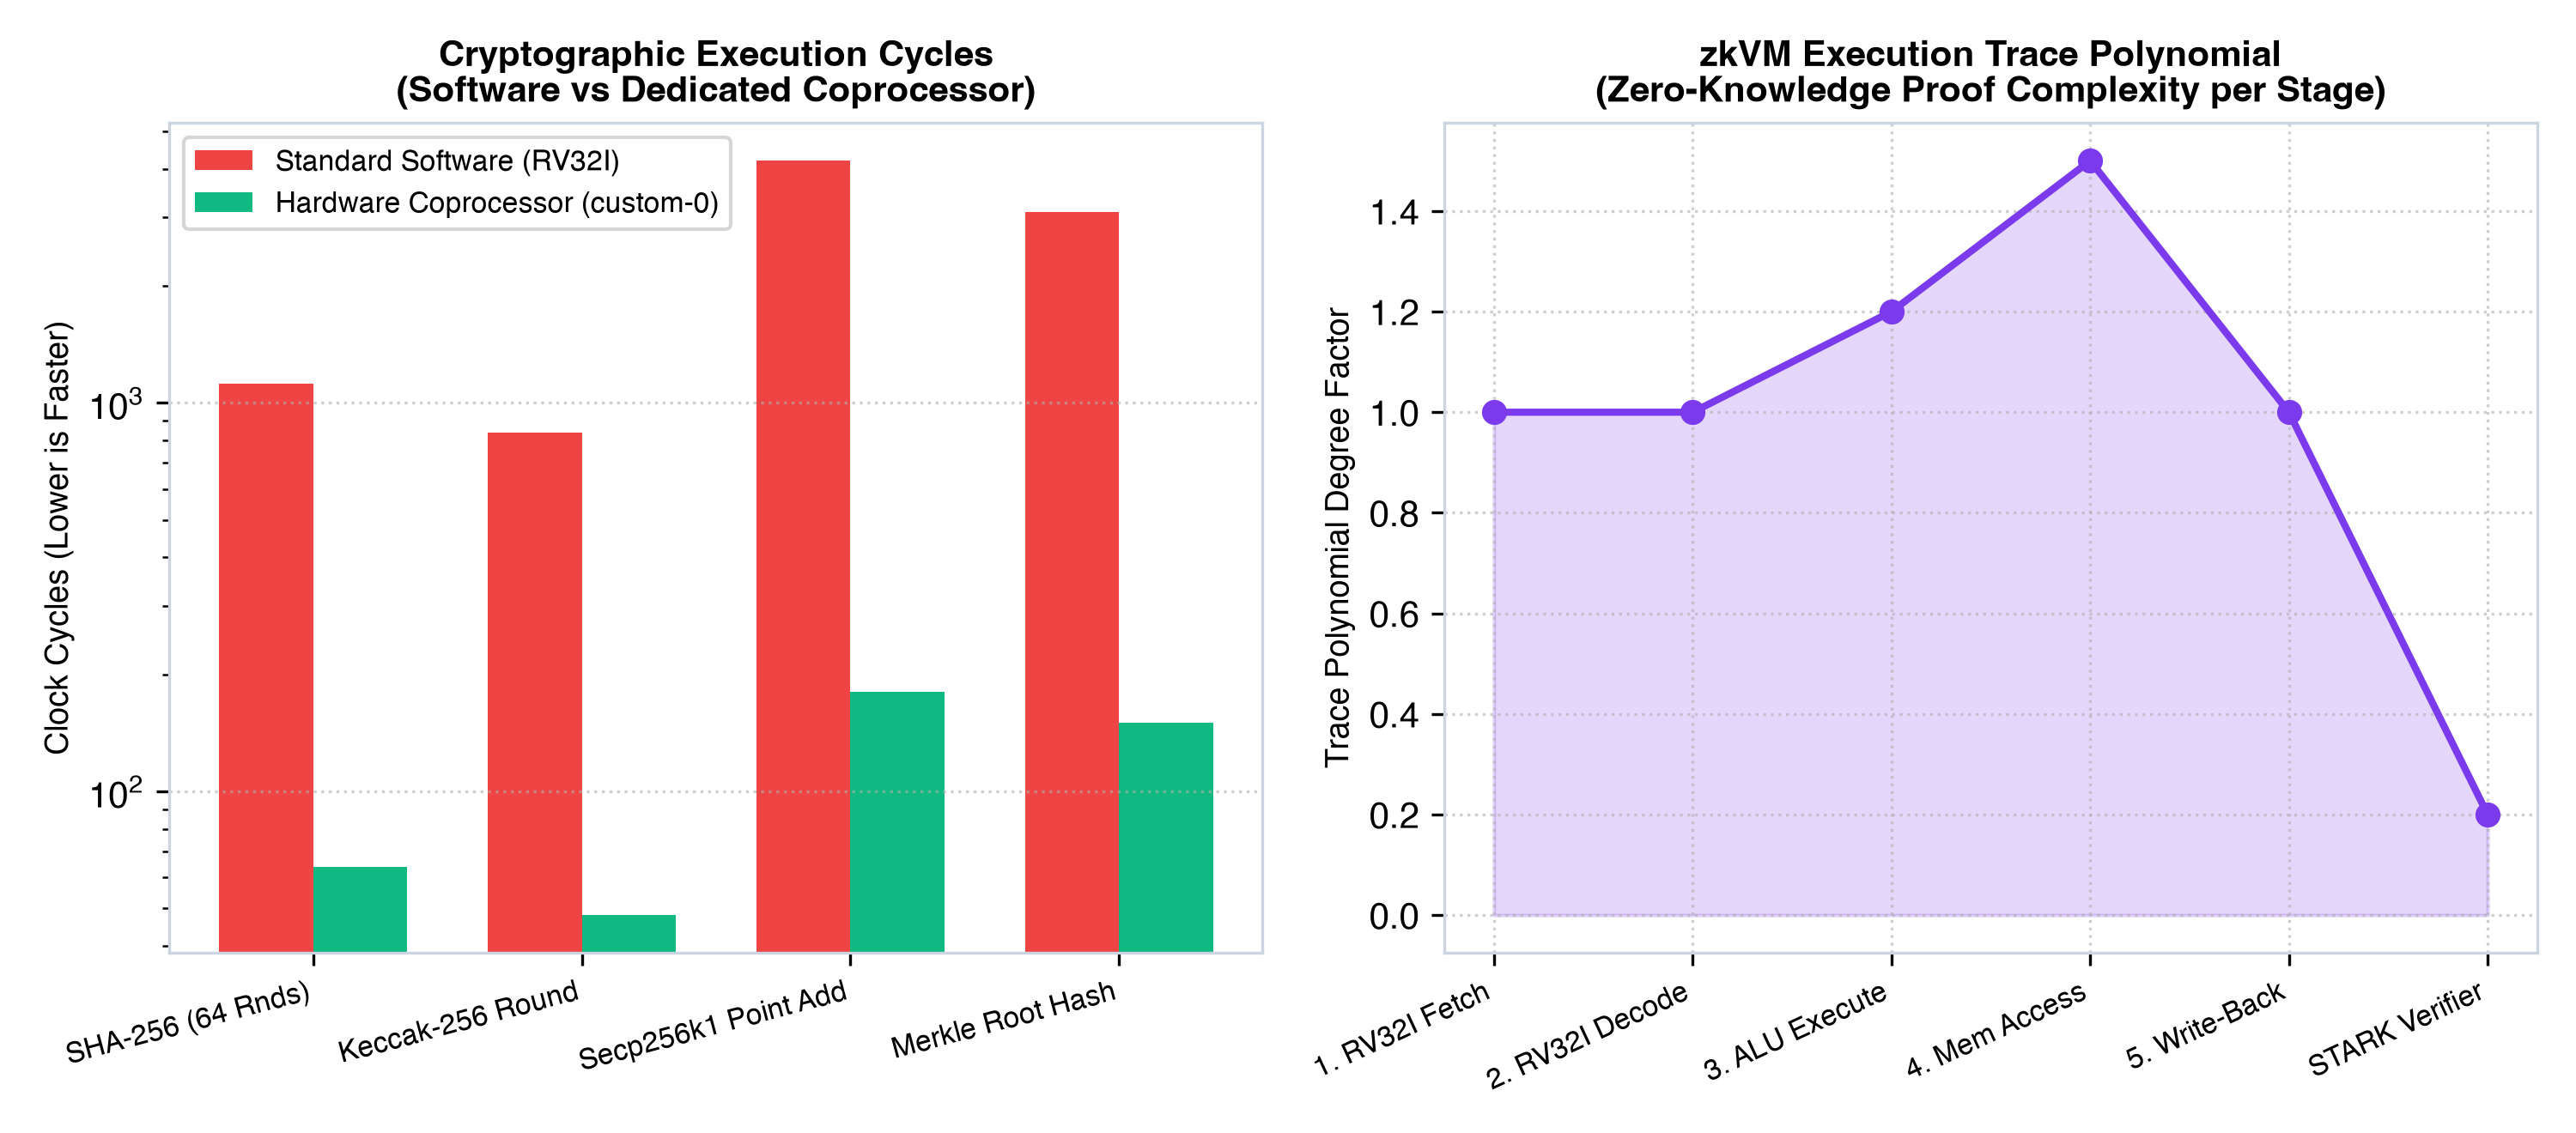 Cryptographic Execution Cycles
(Software vs Dedicated Coprocessor)
Standard Software (RV32I)
Hardware Coprocessor (custom-0)
Clock Cycles (Lower is Faster)
10³
10²
SHA-256 (64 Rnds)
Keccak-256 Round
Secp256k1 Point Add
Merkle Root Hash
zkVM Execution Trace Polynomial
(Zero-Knowledge Proof Complexity per Stage)
Trace Polynomial Degree Factor
1.4
1.2
1.0
0.8
0.6
0.4
0.2
0.0
1. RV32I Fetch
2. RV32I Decode
3. ALU Execute
4. Mem Access
5. Write-Back
STARK Verifier